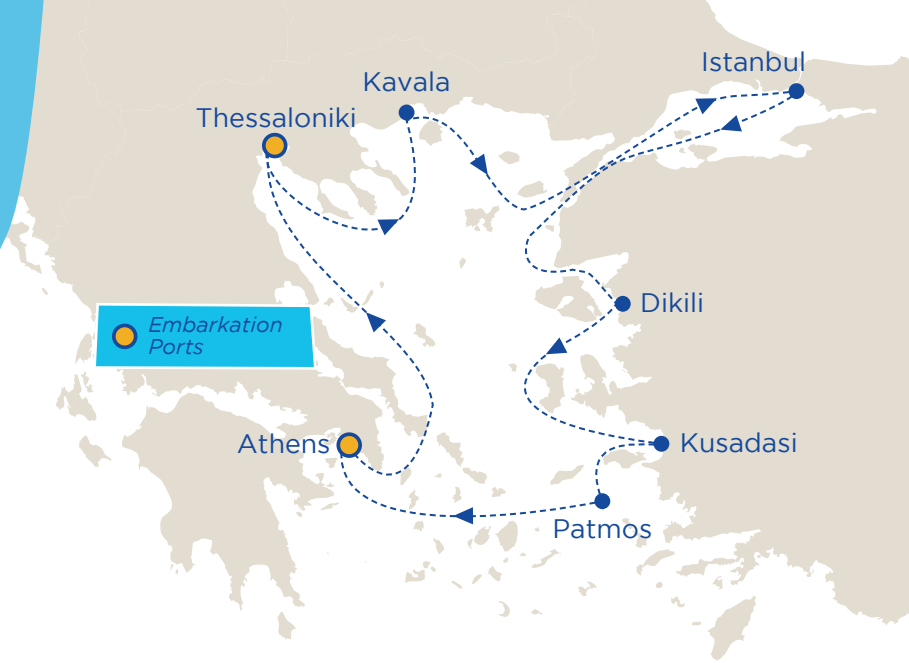 Istanbul
Kavala
Thessaloniki
Dikili
Embarkation
Ports
Athens
Kusadasi
Patmos